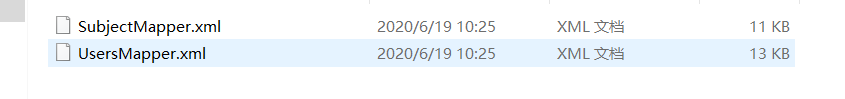 SubjectMapper.xml 2020/6/19 10:25 XML 文档 11 KB
UsersMapper.xml 2020/6/19 10:25 XML 文档 13 KB